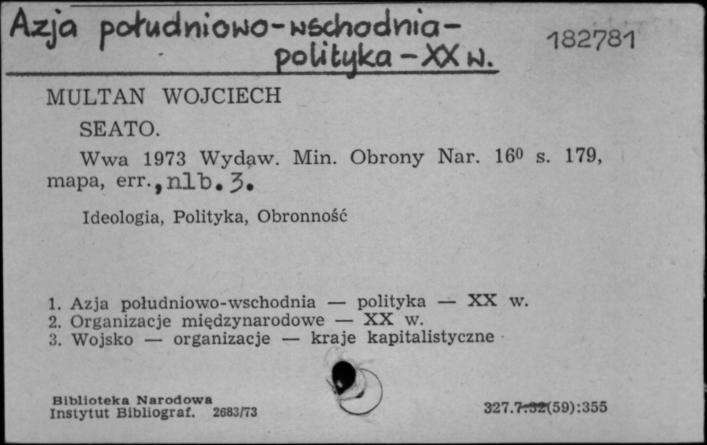 Azja południowo-wschodnia-
polityka-XX w.
182781
MULTAN WOJCIECH
SEATO.
Wwa 1973 Wydaw. Min. Obrony Nar. 16⁰ s. 179,
mapa, err., nlb. 3.
Ideologia, Polityka, Obronność
1. Azja południowo-wschodnia — polityka — XX w.
2. Organizacje międzynarodowe — XX w.
3. Wojsko — organizacje — kraje kapitalistyczne
Biblioteka Narodowa
Instytut Bibliograf. 2683/73
327.7:32(59):355